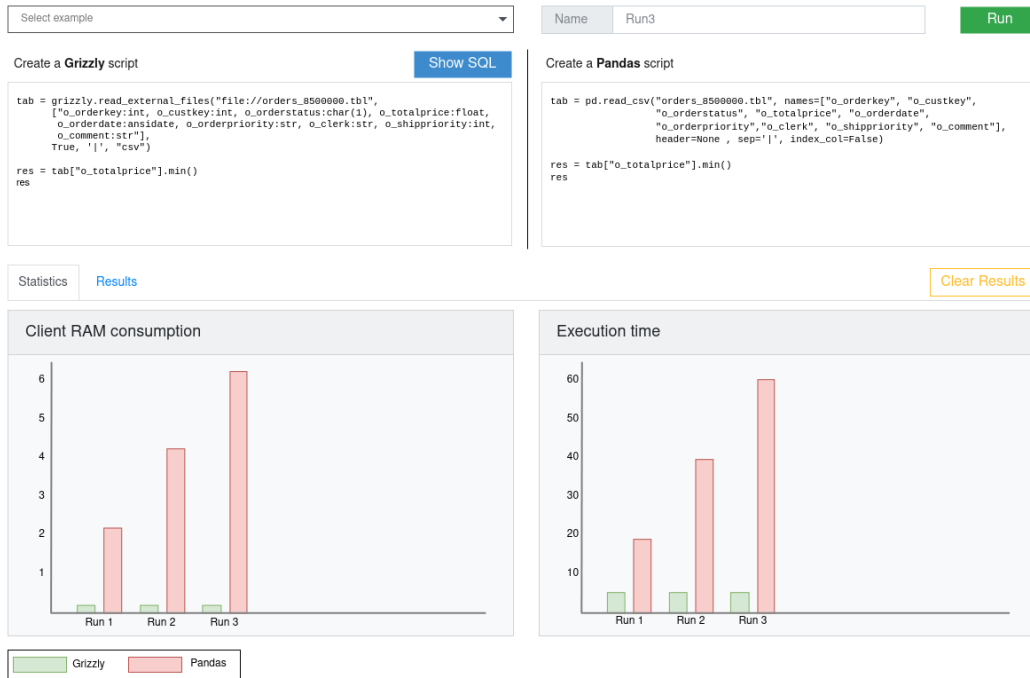 Select example
Name
Run3
Run
Create a Grizzly script
Show SQL
Create a Pandas script
tab = grizzly.read_external_files("file://orders_8500000.tbl",
["o_orderkey:int, o_custkey:int, o_orderstatus:char(1), o_totalprice:float,
o_orderdate:ansidate, o_orderpriority:str, o_clerk:str, o_shippriority:int,
o_comment:str"],
True, '|', "csv")
res = tab["o_totalprice"].min()
res
tab = pd.read_csv("orders_8500000.tbl", names=["o_orderkey", "o_custkey",
"o_orderstatus", "o_totalprice", "o_orderdate",
"o_orderpriority","o_clerk", "o_shippriority", "o_comment"],
header=None , sep='|', index_col=False)
res = tab["o_totalprice"].min()
res
Statistics
Results
Clear Results
Client RAM consumption
6
5
4
3
2
1
Run 1
Run 2
Run 3
Execution time
60
50
40
30
20
10
Run 1
Run 2
Run 3
Grizzly
Pandas